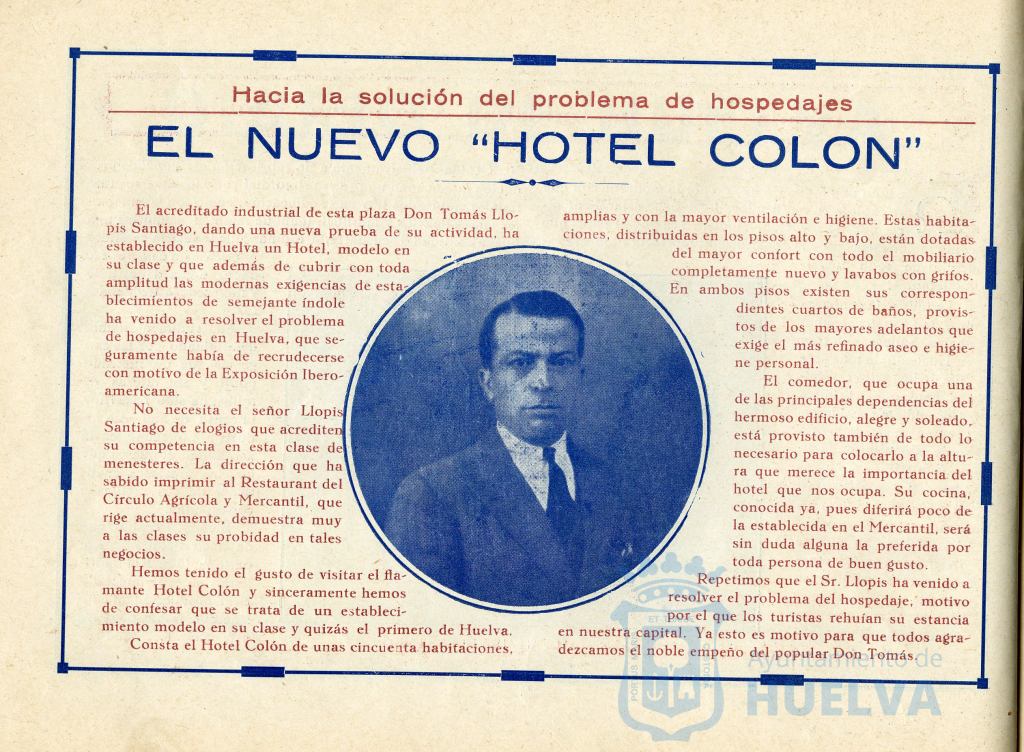 Hacia la solución del problema de hospedajes
EL NUEVO "HOTEL COLON"
El acreditado industrial de esta plaza Don Tomás Llo-
pis Santiago, dando una nueva prueba de su actividad, ha
establecido en Huelva un Hotel, modelo en
su clase y que además de cubrir con toda
amplitud las modernas exigencias de esta-
blecimientos de semejante índole
ha venido a resolver el problema
de hospedajes en Huelva, que se-
guramente había de recrudecerse
con motivo de la Exposición Ibero-
americana.
No necesita el señor Llopis
Santiago de elogios que acrediten
su competencia en esta clase de
menesteres. La dirección que ha
sabido imprimir al Restaurant del
Círculo Agrícola y Mercantil, que
rige actualmente, demuestra muy
a las clases su probidad en tales
negocios.
Hemos tenido el gusto de visitar el fla-
mante Hotel Colón y sinceramente hemos
de confesar que se trata de un estableci-
miento modelo en su clase y quizás el primero de Huelva.
Consta el Hotel Colón de unas cincuenta habitaciones,
amplias y con la mayor ventilación e higiene. Estas habita-
ciones, distribuidas en los pisos alto y bajo, están dotadas
del mayor confort con todo el mobiliario
completamente nuevo y lavabos con grifos.
En ambos pisos existen sus correspon-
dientes cuartos de baños, provis-
tos de los mayores adelantos que
exige el más refinado aseo e higie-
ne personal.
El comedor, que ocupa una
de las principales dependencias del
hermoso edificio, alegre y soleado,
está provisto también de todo lo
necesario para colocarlo a la altu-
ra que merece la importancia del
hotel que nos ocupa. Su cocina,
conocida ya, pues diferirá poco de
la establecida en el Mercantil, será
sin duda alguna la preferida por
toda persona de buen gusto.
Repetimos que el Sr. Llopis ha venido a
resolver el problema del hospedaje, motivo
por el que los turistas rehuían su estancia
en nuestra capital. Ya esto es motivo para que todos agra-
dezcamos el noble empeño del popular Don Tomás.
Ayuntamiento de
HUELVA